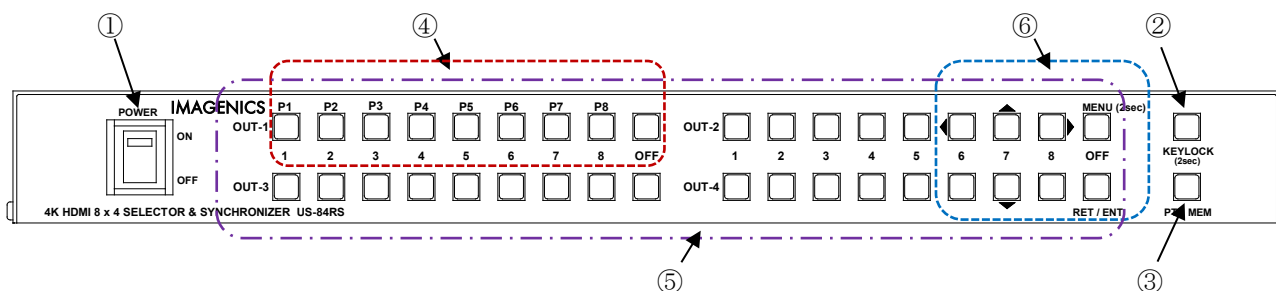 ① ④ ⑥ ②
POWER IMAGENICS P1 P2 P3 P4 P5 P6 P7 P8 MENU (2sec)
ON OUT-1 OUT-2
1 2 3 4 5 6 7 8 OFF 1 2 3 4 5 6 7 8 OFF KEYLOCK
(2sec)
OFF OUT-3 OUT-4
4K HDMI 8 x 4 SELECTOR & SYNCHRONIZER US-84RS RET / ENT MEM
⑤ ③